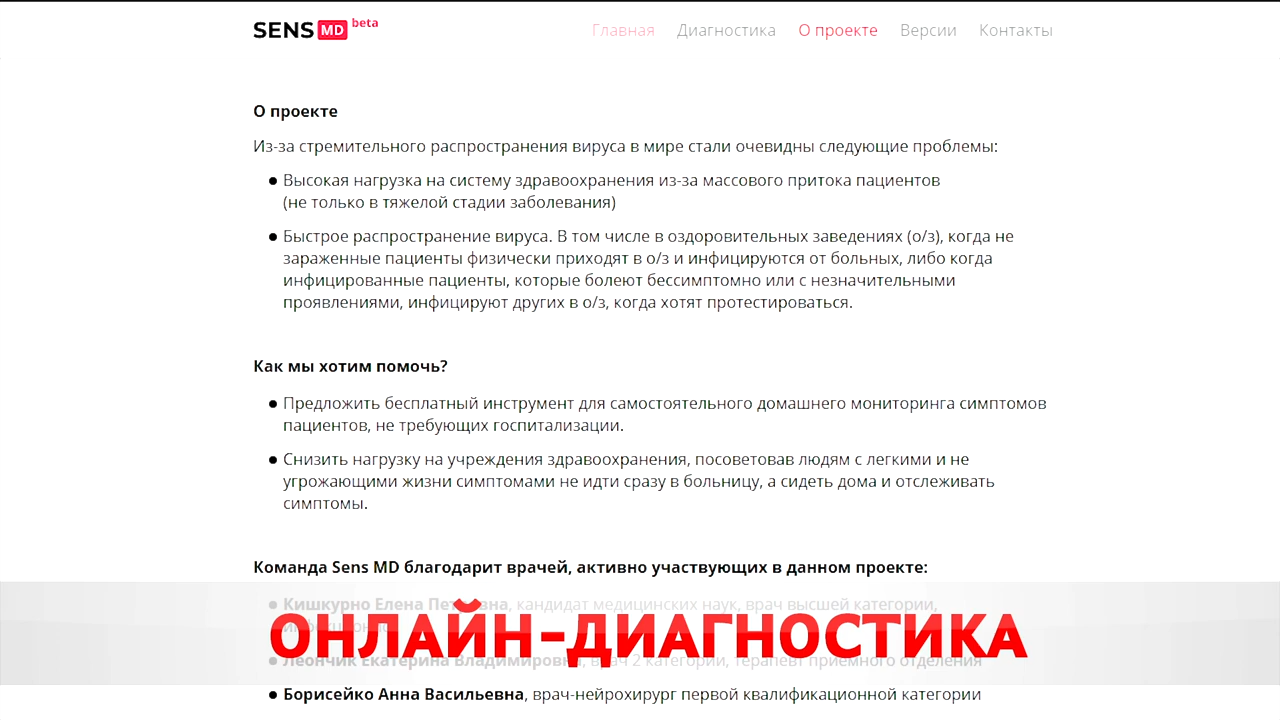 SENS MD beta
Главная Диагностика О проекте Версии Контакты
О проекте
Из-за стремительного распространения вируса в мире стали очевидны следующие проблемы:
● Высокая нагрузка на систему здравоохранения из-за массового притока пациентов
(не только в тяжелой стадии заболевания)
● Быстрое распространение вируса. В том числе в оздоровительных заведениях (о/з), когда не
зараженные пациенты физически приходят в о/з и инфицируются от больных, либо когда
инфицированные пациенты, которые болеют бессимптомно или с незначительными
проявлениями, инфицируют других в о/з, когда хотят протестироваться.
Как мы хотим помочь?
● Предложить бесплатный инструмент для самостоятельного домашнего мониторинга симптомов
пациентов, не требующих госпитализации.
● Снизить нагрузку на учреждения здравоохранения, посоветовав людям с легкими и не
угрожающими жизни симптомами не идти сразу в больницу, а сидеть дома и отслеживать
симптомы.
Команда Sens MD благодарит врачей, активно участвующих в данном проекте:
● Кишкурно Елена Петровна, кандидат медицинских наук, врач высшей категории,
ОНЛАЙН-ДИАГНОСТИКА
● Леончик Екатерина Владимировна, врач 2 категории, терапевт приемного отделения
● Борисейко Анна Васильевна, врач-нейрохирург первой квалификационной категории